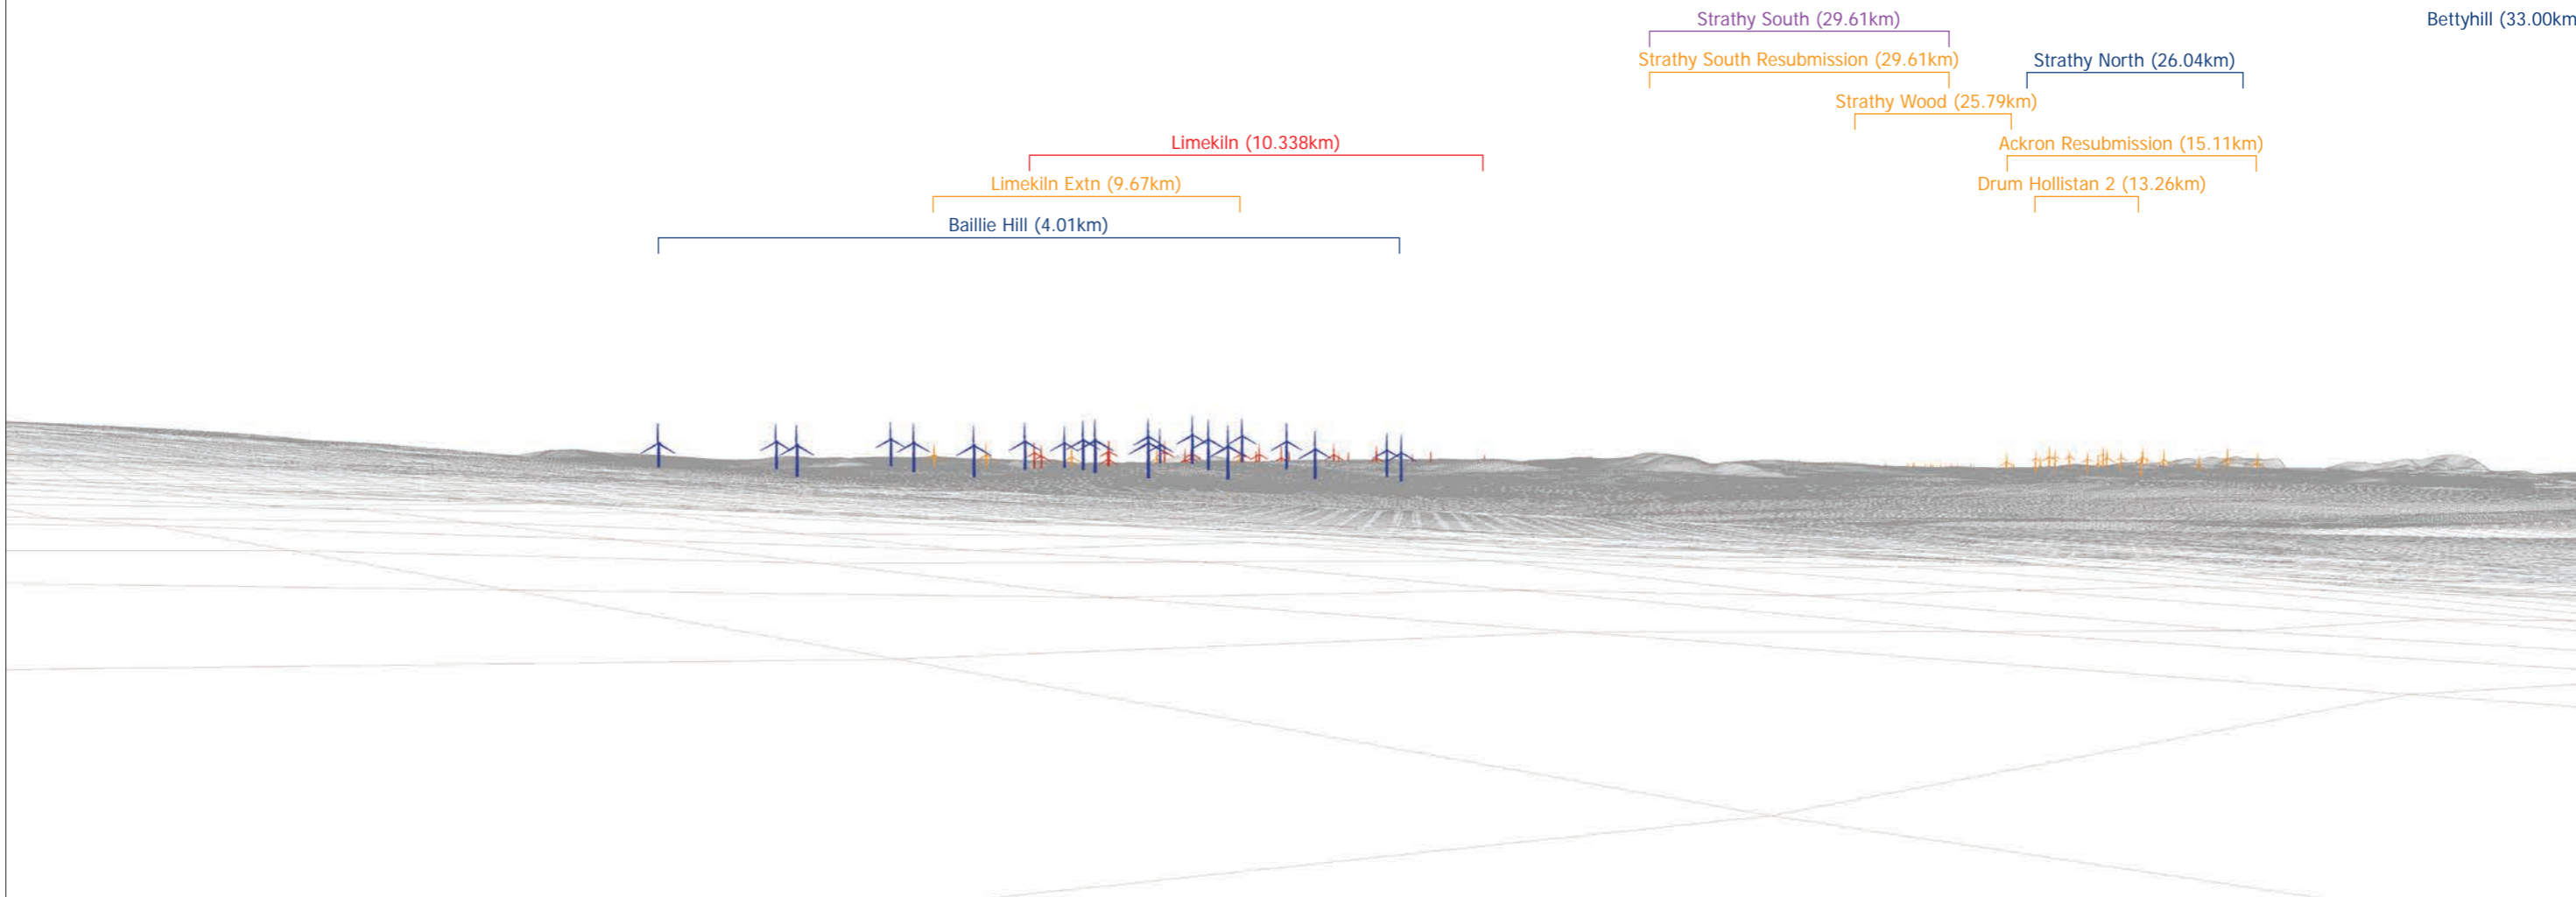 Strathy South (29.61km)
Bettyhill (33.00km
Strathy South Resubmission (29.61km)
Strathy North (26.04km)
Strathy Wood (25.79km)
Limekiln (10.338km)
Ackron Resubmission (15.11km)
Limekiln Extn (9.67km)
Drum Hollistan 2 (13.26km)
Baillie Hill (4.01km)